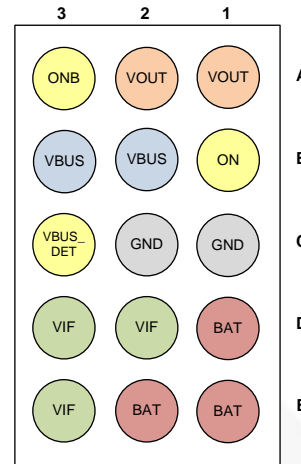 3 2 1
ONB VOUT VOUT A
VBUS VBUS ON B
VBUS_
DET GND GND C
VIF VIF BAT D
VIF BAT BAT E